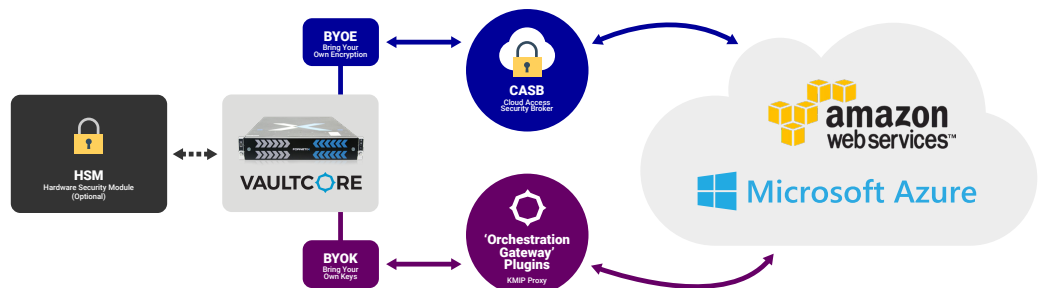 BYOE
Bring Your
Own Encryption
CASB
Cloud Access
Security Broker
HSM
Hardware Security Module
(Optional)
VAULTCORE
amazon
web services™
Microsoft Azure
'Orchestration
Gateway'
Plugins
KMIP Proxy
BYOK
Bring Your
Own Keys